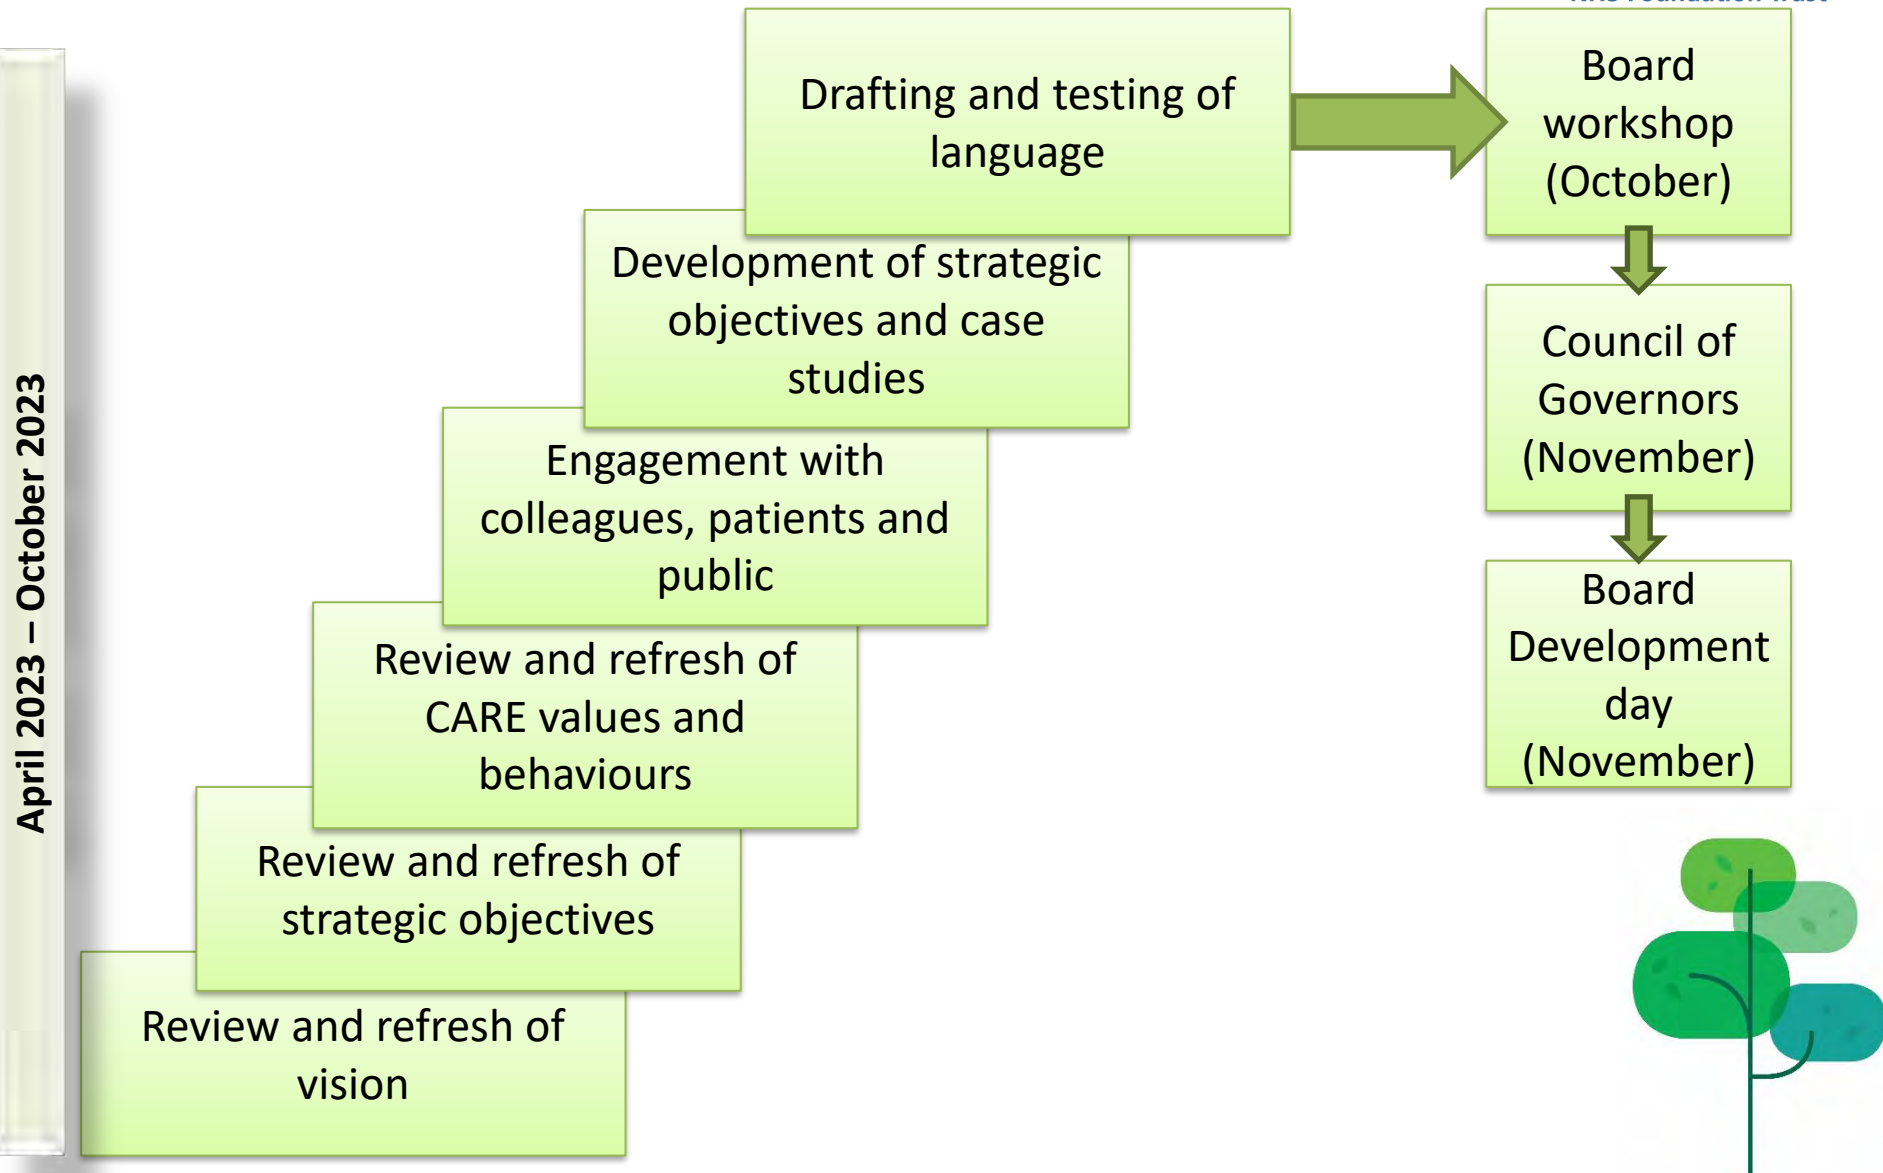 Drafting and testing of
language
Board
workshop
(October)
Development of strategic
objectives and case
studies
Council of
Governors
(November)
Engagement with
colleagues, patients and
public
Board
Development
day
(November)
Review and refresh of
CARE values and
behaviours
Review and refresh of
strategic objectives
Review and refresh of
vision
April 2023 – October 2023